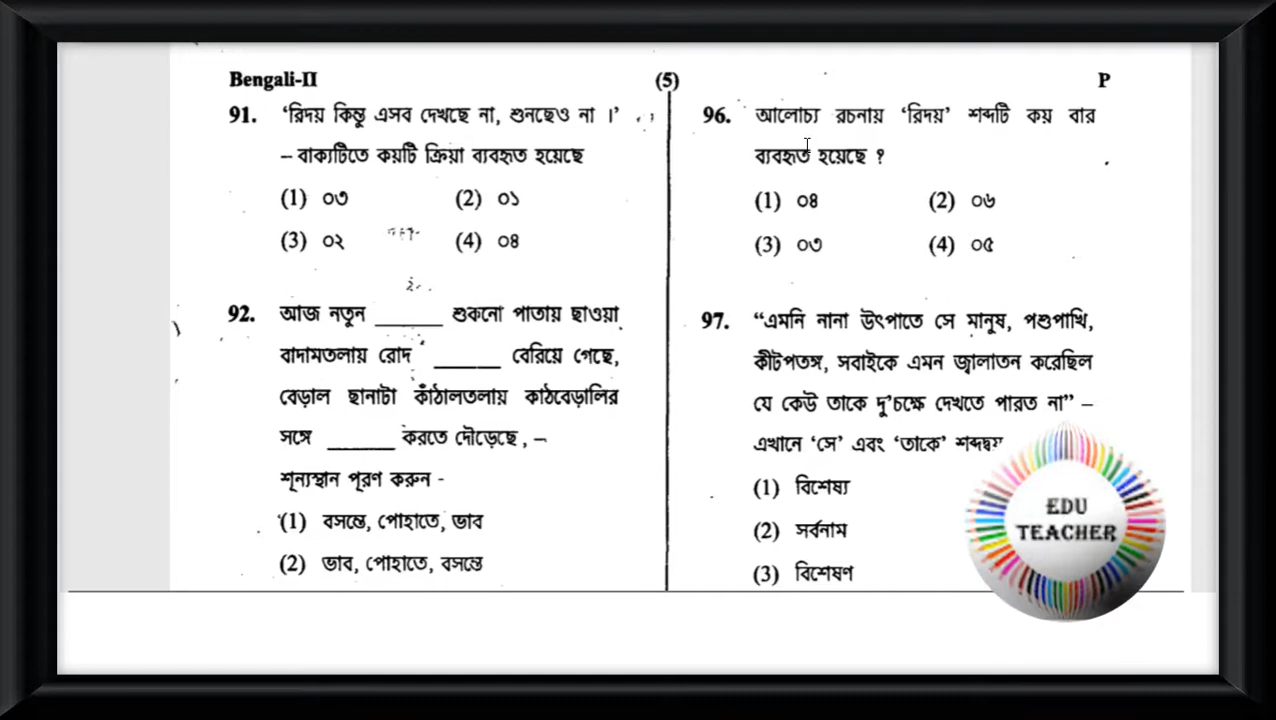 Bengali-II
(5)
P
91. ‘রিদয় কিন্তু এসব দেখছে না, শুনছেও না ।’
– বাক্যটিতে কয়টি ক্রিয়া ব্যবহৃত হয়েছে
(1) ০৩ (2) ০১
(3) ০২ (4) ০৪
92. আজ নতুন ______ শুকনো পাতায় ছাওয়া
বাদামতলায় রোদ ______ বেরিয়ে গেছে,
বেড়াল ছানাটা কাঁঠালতলায় কাঠবেড়ালির
সঙ্গে ______ করতে দৌড়েছে, –
শূন্যস্থান পূরণ করুন -
(1) বসন্তে, পোহাতে, ভাব
(2) ভাব, পোহাতে, বসন্তে
96. আলোচ্য রচনায় ‘রিদয়’ শব্দটি কয় বার
ব্যবহৃত হয়েছে ?
(1) ০৪ (2) ০৬
(3) ০৩ (4) ০৫
97. “এমনি নানা উৎপাতে সে মানুষ, পশুপাখি,
কীটপতঙ্গ, সবাইকে এমন জ্বালাতন করেছিল
যে কেউ তাকে দু’চক্ষে দেখতে পারত না” –
এখানে ‘সে’ এবং ‘তাকে’ শব্দদ্বয়
(1) বিশেষ্য
(2) সর্বনাম
(3) বিশেষণ
EDU
TEACHER